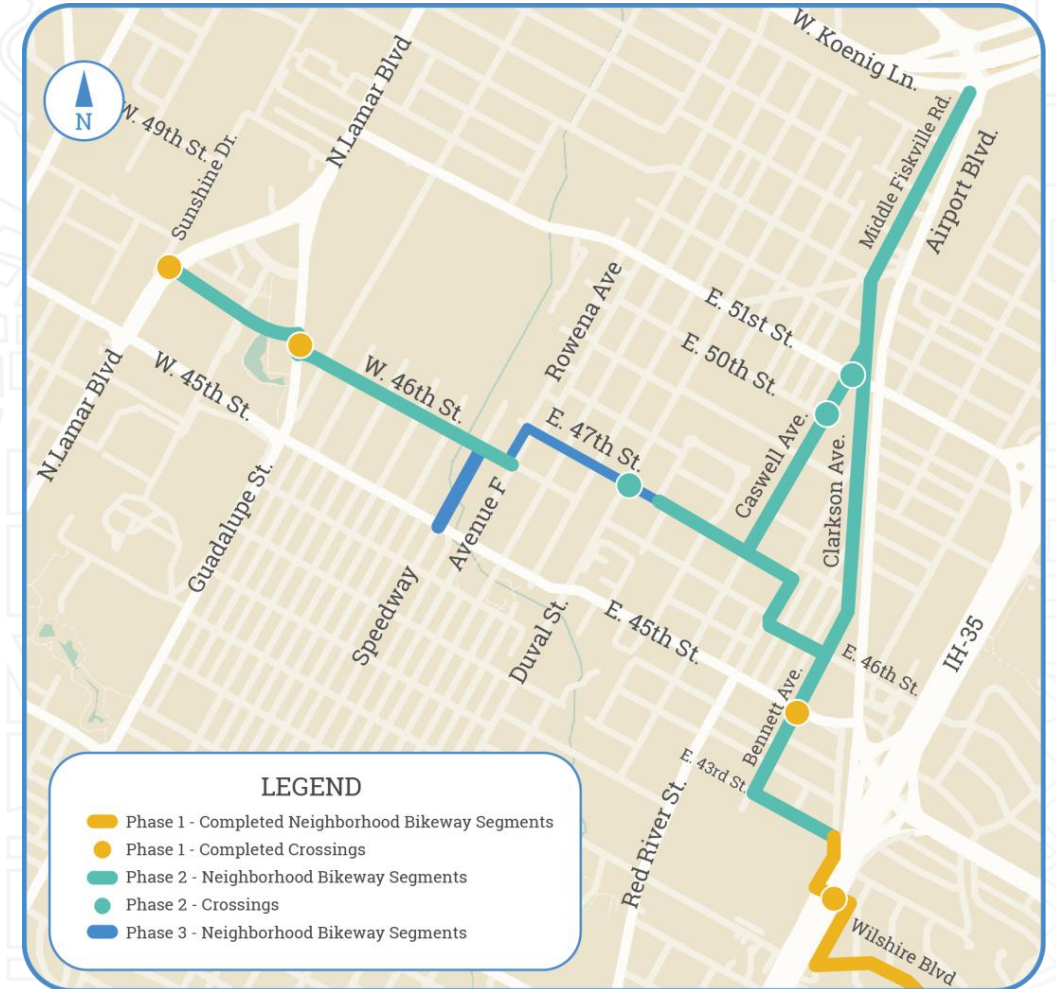 W. Koenig Ln.
N
W. 49th St.
Sunshine Dr.
N.Lamar Blvd
Middle Fiskville Rd.
Airport Blvd.
E. 51st St.
Rowena Ave
E. 50th St.
W. 46th St.
W. 45th St.
N.Lamar Blvd
E. 47th St.
Caswell Ave.
Clarkson Ave.
Guadalupe St.
Avenue F
Speedway
Duval St.
E. 45th St.
E. 46th St.
IH-35
Bennett Ave.
E. 43rd St.
Red River St.
Wilshire Blvd
LEGEND
Phase 1 - Completed Neighborhood Bikeway Segments
Phase 1 - Completed Crossings
Phase 2 - Neighborhood Bikeway Segments
Phase 2 - Crossings
Phase 3 - Neighborhood Bikeway Segments